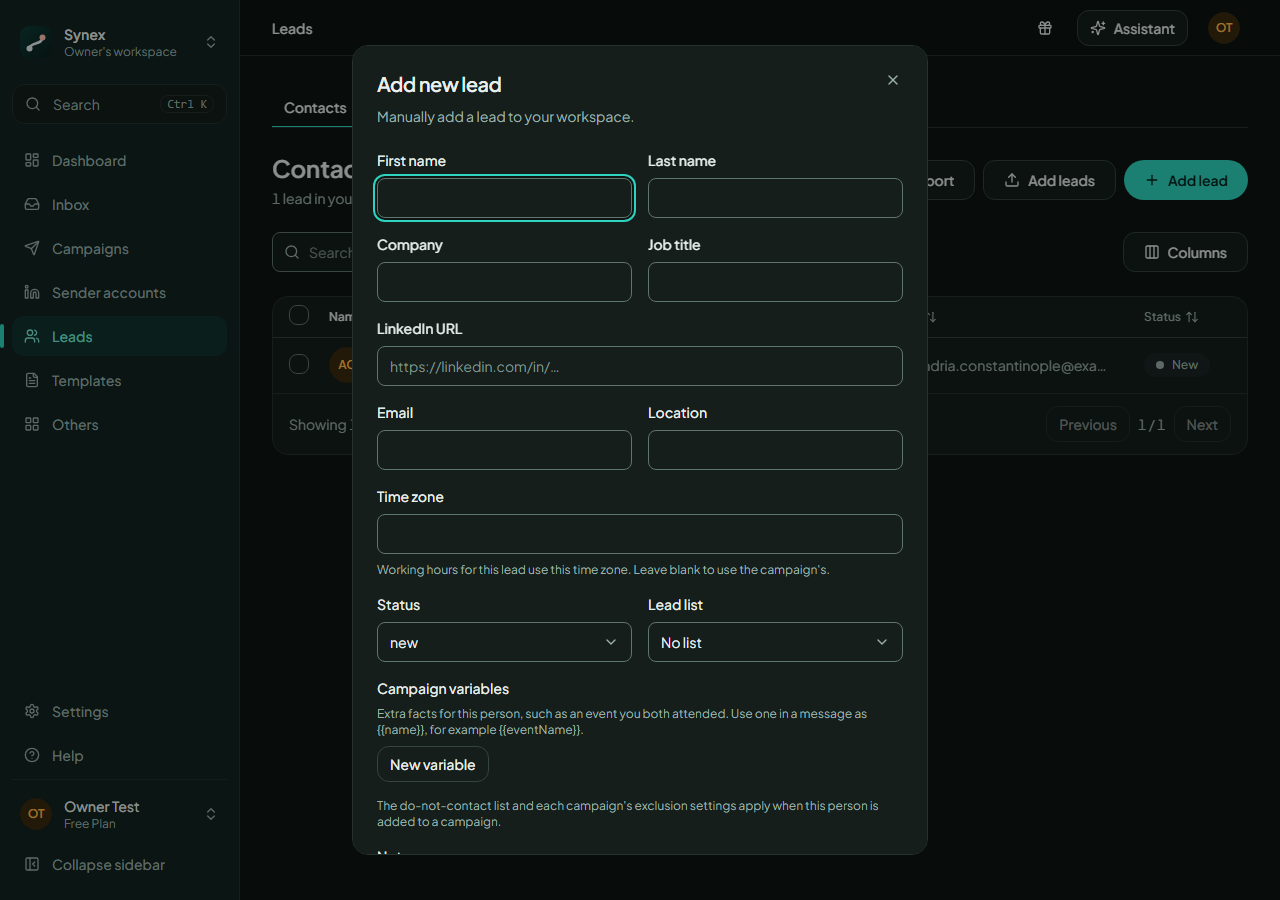 Synex
Owner's workspace
Search
Ctrl K
Dashboard
Inbox
Campaigns
Sender accounts
Leads
Templates
Others
Settings
Help
OT
Owner Test
Free Plan
Collapse sidebar
Leads
Assistant
OT
Contacts
1 lead in you
Add leads
Add lead
Search
Columns
Status
New
Showing
Previous
1/1
Next
Add new lead
Manually add a lead to your workspace.
First name
Last name
Company
Job title
LinkedIn URL
https://linkedin.com/in/…
Email
Location
Time zone
Working hours for this lead use this time zone. Leave blank to use the campaign's.
Status
Lead list
new
No list
Campaign variables
Extra facts for this person, such as an event you both attended. Use one in a message as
{{name}}, for example {{eventName}}.
New variable
The do-not-contact list and each campaign's exclusion settings apply when this person is
added to a campaign.